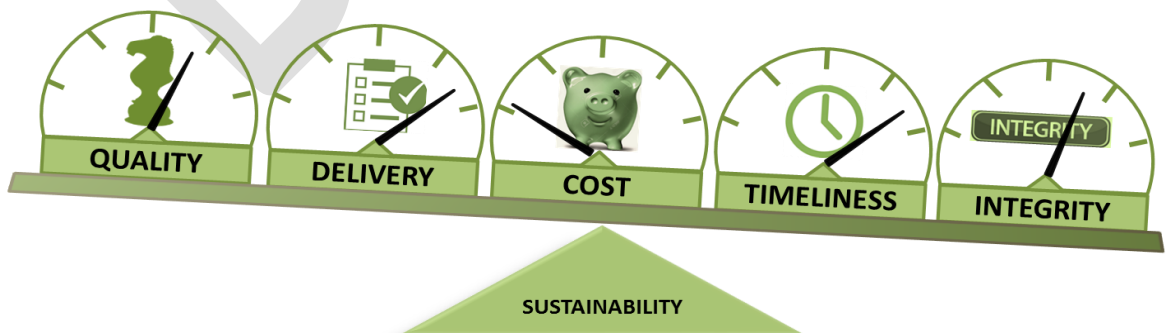 INTEGRITY
QUALITY
DELIVERY
COST
TIMELINESS
INTEGRITY
SUSTAINABILITY